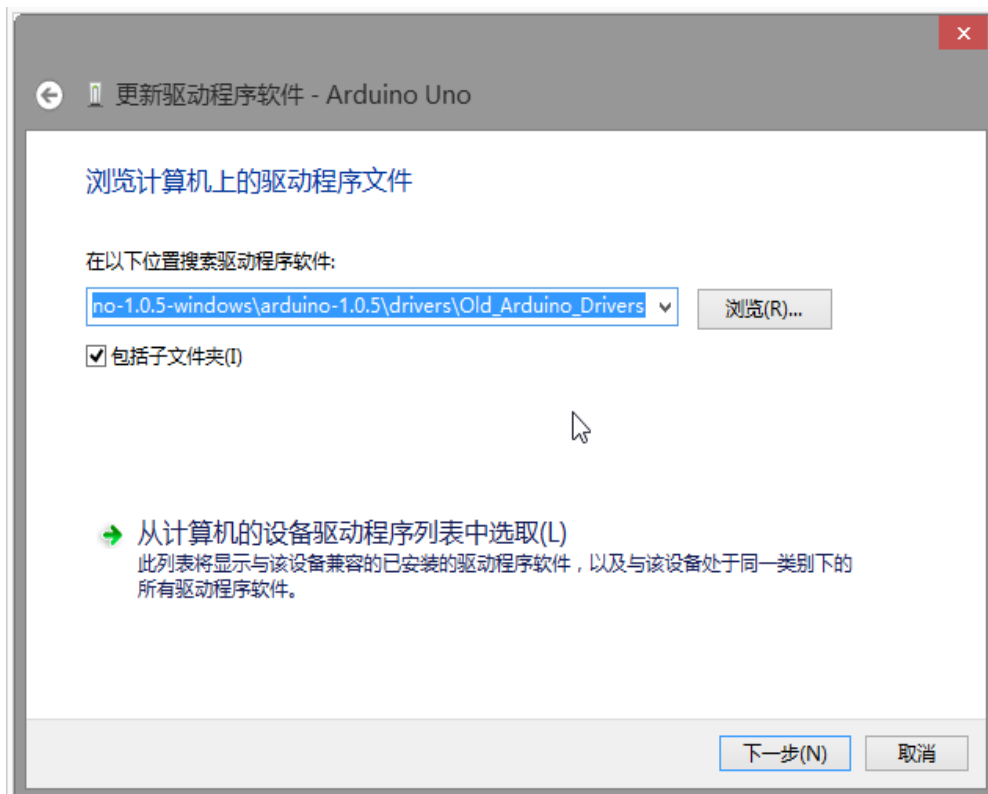 更新驱动程序软件 - Arduino Uno
浏览计算机上的驱动程序文件
在以下位置搜索驱动程序软件:
no-1.0.5-windows\arduino-1.0.5\drivers\Old_Arduino_Drivers
浏览(R)...
包括子文件夹(I)
从计算机的设备驱动程序列表中选取(L)
此列表将显示与该设备兼容的已安装的驱动程序软件，以及与该设备处于同一类别下的
所有驱动程序软件。
下一步(N)
取消